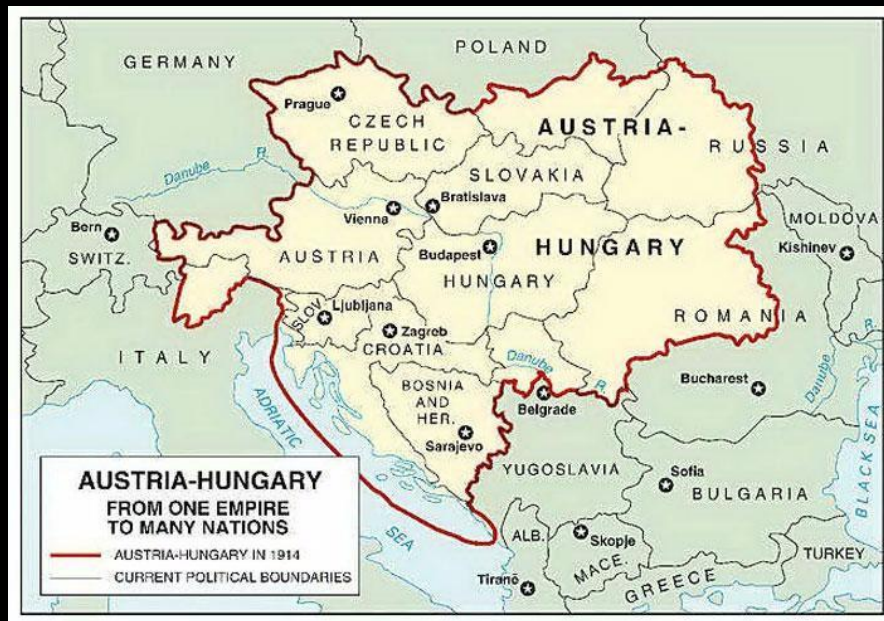 GERMANY
POLAND
Prague
CZECH
REPUBLIC
AUSTRIA-
RUSSIA
Danube
R.
SLOVAKIA
Bratislava
Vienna
MOLDOVA
Kishinev
Bern
SWITZ.
AUSTRIA
Budapest
HUNGARY
HUNGARY
SLOV.
Ljubljana
ROMANIA
Zagreb
CROATIA
ITALY
Danube
R.
R.
Danube
BOSNIA
AND
HER.
Bucharest
Belgrade
ADRIATIC
SEA
Sarajevo
BLACK SEA
YUGOSLAVIA
Sofia
BULGARIA
ALB.
Skopje
MACE.
TURKEY
Tiranë
GREECE
AUSTRIA-HUNGARY
FROM ONE EMPIRE
TO MANY NATIONS
AUSTRIA-HUNGARY IN 1914
CURRENT POLITICAL BOUNDARIES